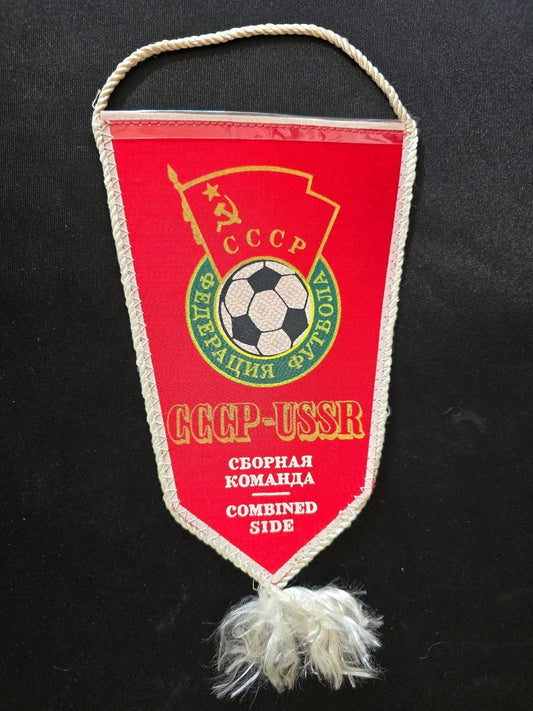 СССР
ФЕДЕРАЦИЯ ФУТБОЛА
СССР-USSR
СБОРНАЯ
КОМАНДА
COMBINED
SIDE